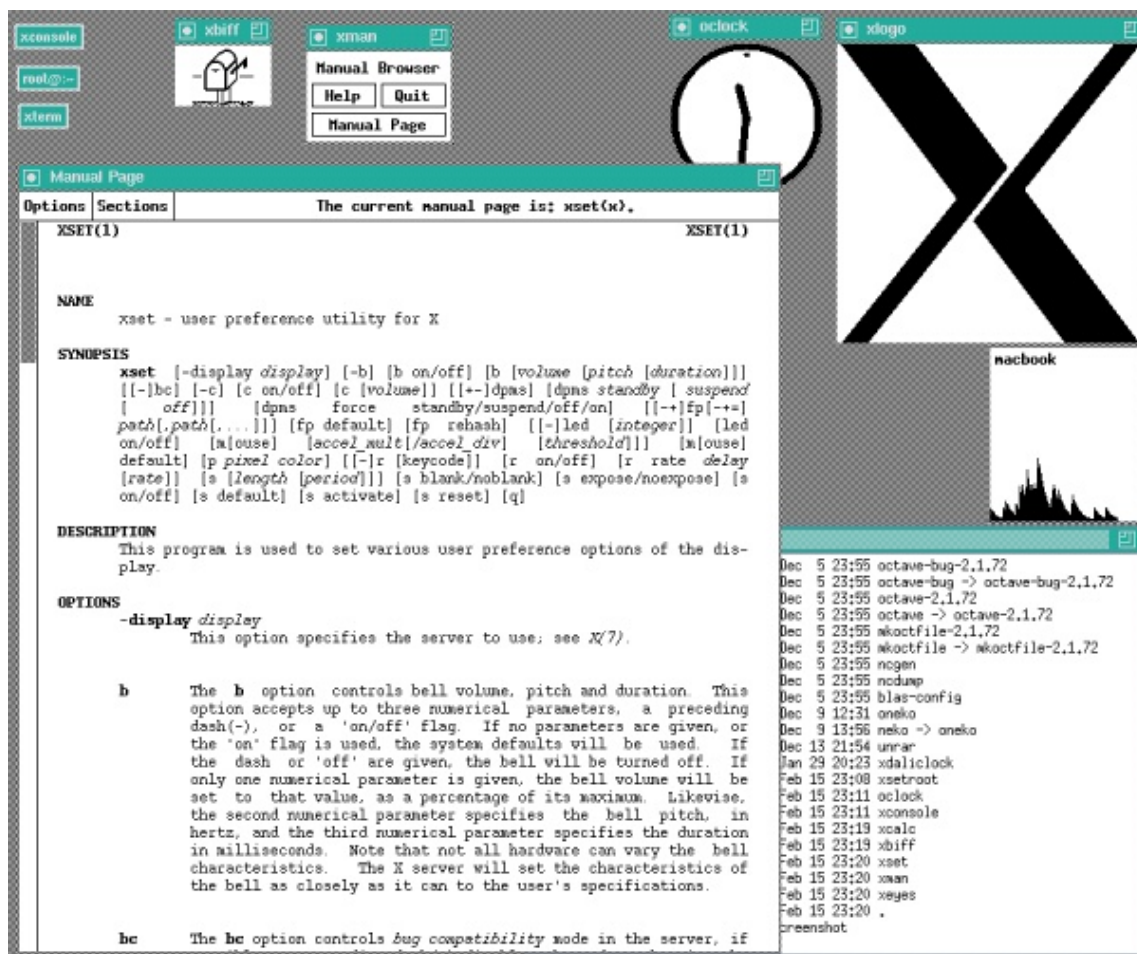 xconsole
root@:~
xterm
xbiff
xman
Manual Browser
Help Quit
Manual Page
oclock
xlogo
macbook
Manual Page
Options Sections The current manual page is: xset(x).
XSET(1) XSET(1)
NAME
xset - user preference utility for X
SYNOPSIS
xset [-display display] [-b] [b on/off] [b [volume [pitch [duration]]]
[[-]bc] [-c] [c on/off] [c [volume]] [[+-]dpms] [dpms standby [ suspend
[ off]]] [dpms force standby/suspend/off/on] [[-+]fp[-+=]
path[,path[,...]]] [fp default] [fp rehash] [[-]led [integer]] [led
on/off] [m[ouse] [accel_mult[/accel_div] [threshold]]] [m[ouse]
default] [p pixel color] [[-]r [keycode]] [r on/off] [r rate delay
[rate]] [s [length [period]]] [s blank/noblank] [s expose/noexpose] [s
on/off] [s default] [s activate] [s reset] [q]
DESCRIPTION
This program is used to set various user preference options of the dis-
play.
OPTIONS
-display display
This option specifies the server to use; see X(7).
b The b option controls bell volume, pitch and duration. This
option accepts up to three numerical parameters, a preceding
dash(-), or a 'on/off' flag. If no parameters are given, or
the 'on' flag is used, the system defaults will be used. If
the dash or 'off' are given, the bell will be turned off. If
only one numerical parameter is given, the bell volume will be
set to that value, as a percentage of its maximum. Likewise,
the second numerical parameter specifies the bell pitch, in
hertz, and the third numerical parameter specifies the duration
in milliseconds. Note that not all hardware can vary the bell
characteristics. The X server will set the characteristics of
the bell as closely as it can to the user's specifications.
bc The bc option controls bug compatibility mode in the server, if
Dec 5 23:55 octave-bug-2.1.72
Dec 5 23:55 octave-bug -> octave-bug-2.1.72
Dec 5 23:55 octave-2.1.72
Dec 5 23:55 octave -> octave-2.1.72
Dec 5 23:55 mkoctfile-2.1.72
Dec 5 23:55 mkoctfile -> mkoctfile-2.1.72
Dec 5 23:55 ncgen
Dec 5 23:55 ncdump
Dec 5 23:55 blas-config
Dec 9 12:31 oneko
Dec 9 13:56 neko -> oneko
Dec 13 21:54 unrar
Jan 29 20:23 xdaliclock
Feb 15 23:08 xsetroot
Feb 15 23:11 oclock
Feb 15 23:11 xconsole
Feb 15 23:19 xcalc
Feb 15 23:19 xbiff
Feb 15 23:20 xset
Feb 15 23:20 xman
Feb 15 23:20 xeyes
Feb 15 23:20 .
creenshot